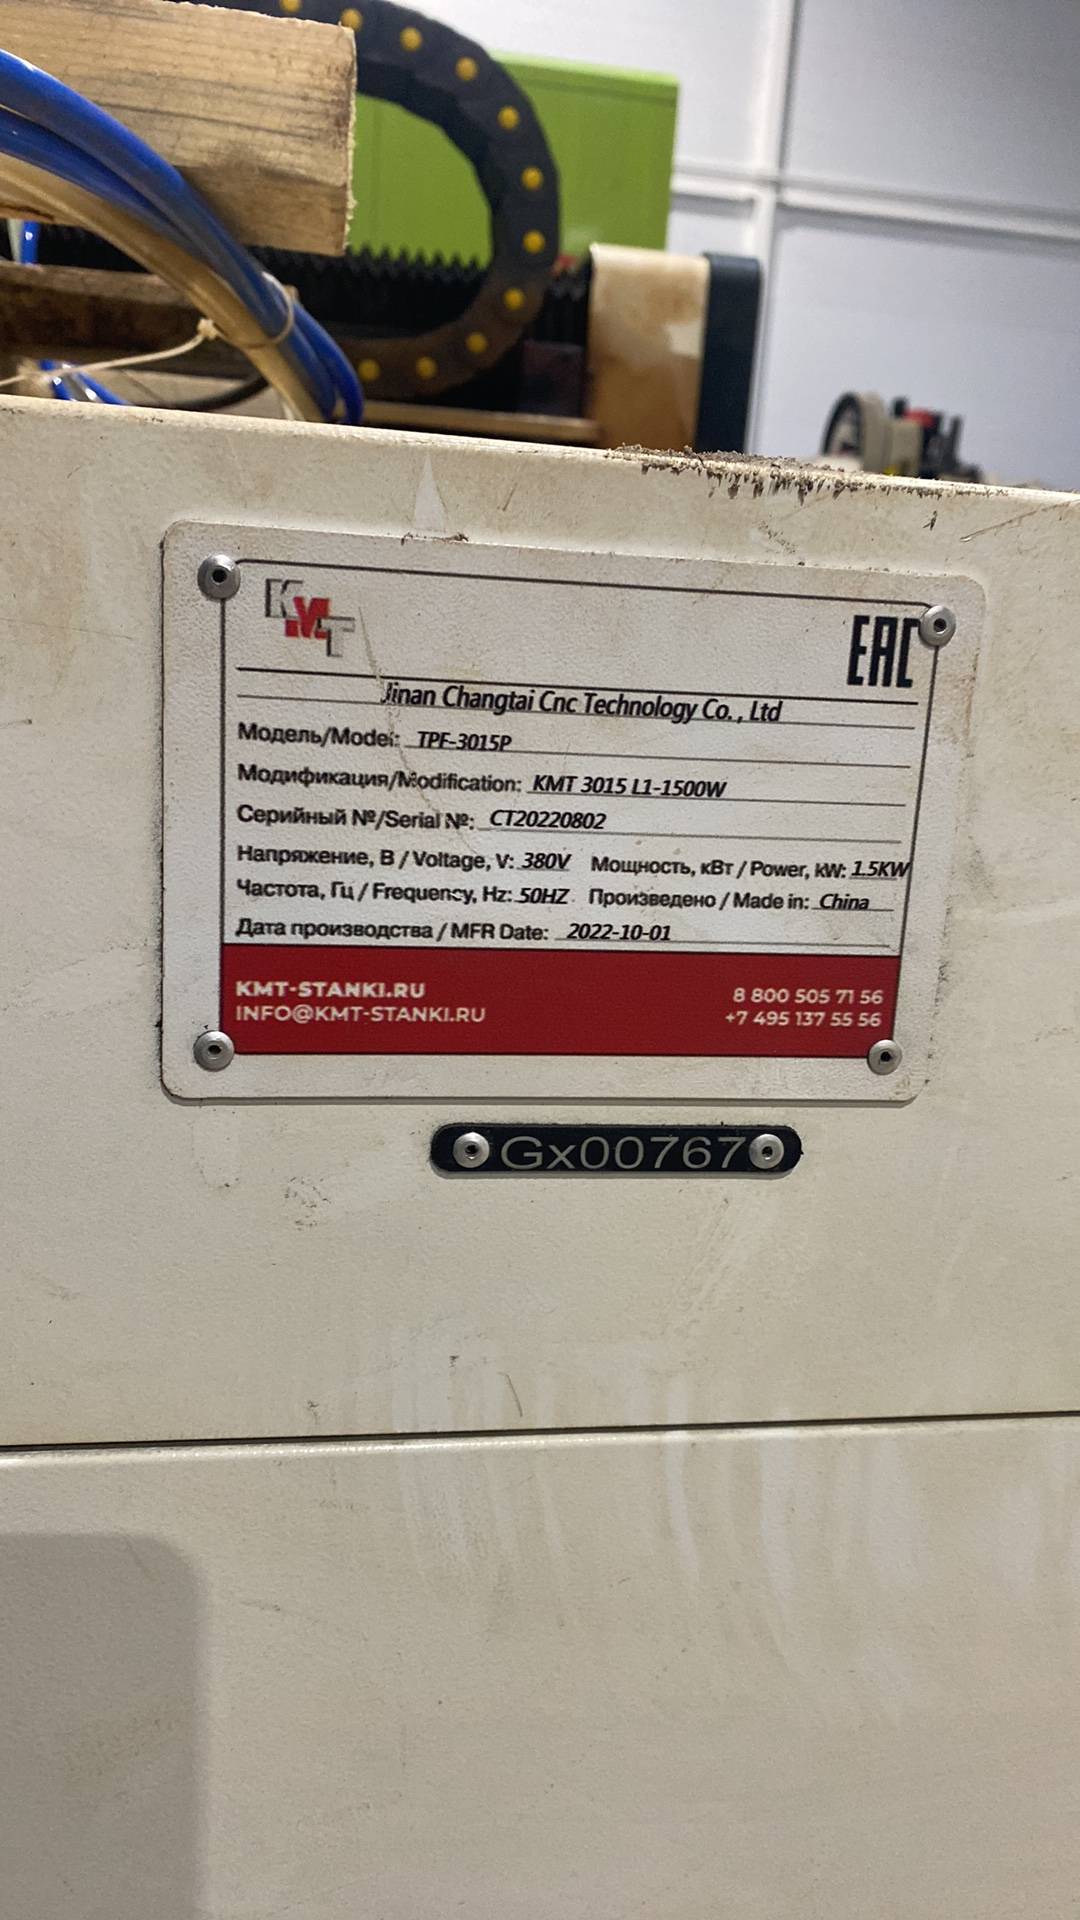 KMT
EAC
Jinan Changtai Cnc Technology Co., Ltd
Модель/Model: TPF-3015P
Модификация/Modification: KMT 3015 L1-1500W
Серийный №/Serial №: CT20220802
Напряжение, В / Voltage, V: 380V Мощность, кВт / Power, kW: 1.5KW
Частота, Гц / Frequency, Hz: 50HZ Произведено / Made in: China
Дата производства / MFR Date: 2022-10-01
KMT-STANKI.RU 8 800 505 71 56
INFO@KMT-STANKI.RU +7 495 137 55 56
Gx00767